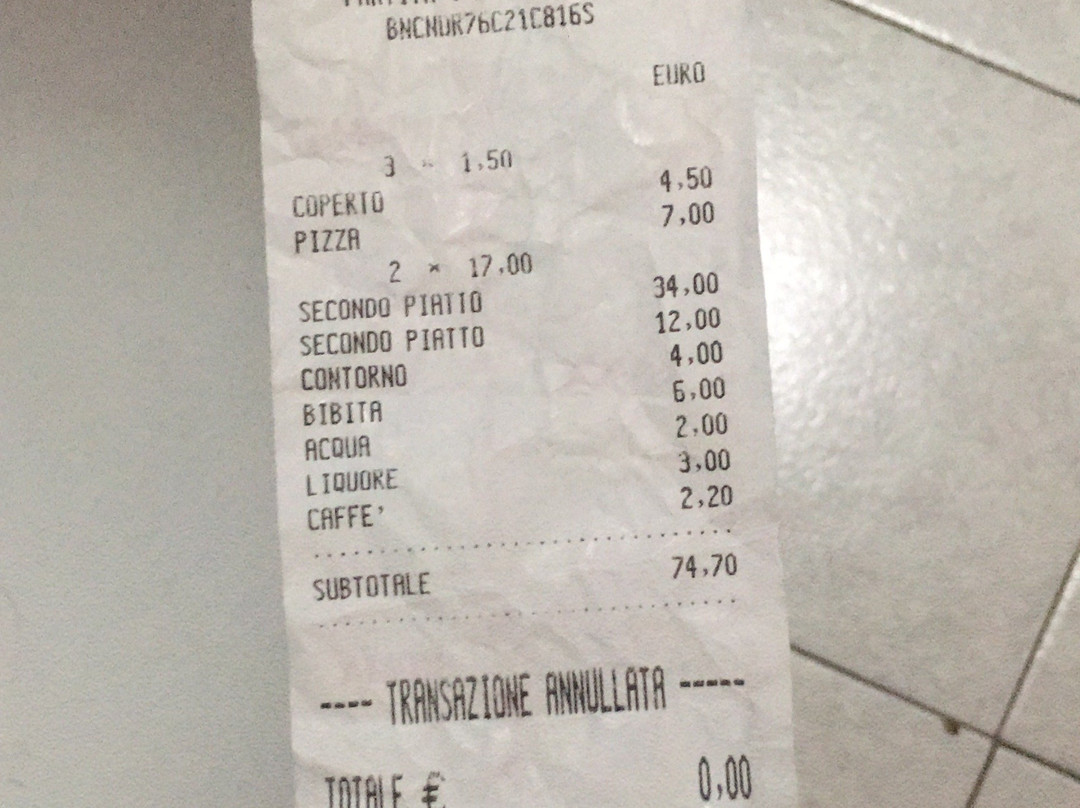 BNCNDR76C21C816S
EURO
3 × 1,50
COPERTO 4,50
PIZZA 7,00
2 × 17,00
SECONDO PIATTO 34,00
SECONDO PIATTO 12,00
CONTORNO 4,00
BIBITA 6,00
ACQUA 2,00
LIQUORE 3,00
CAFFE' 2,20
SUBTOTALE 74,70
---- TRANSAZIONE ANNULLATA -----
TOTALE € 0,00